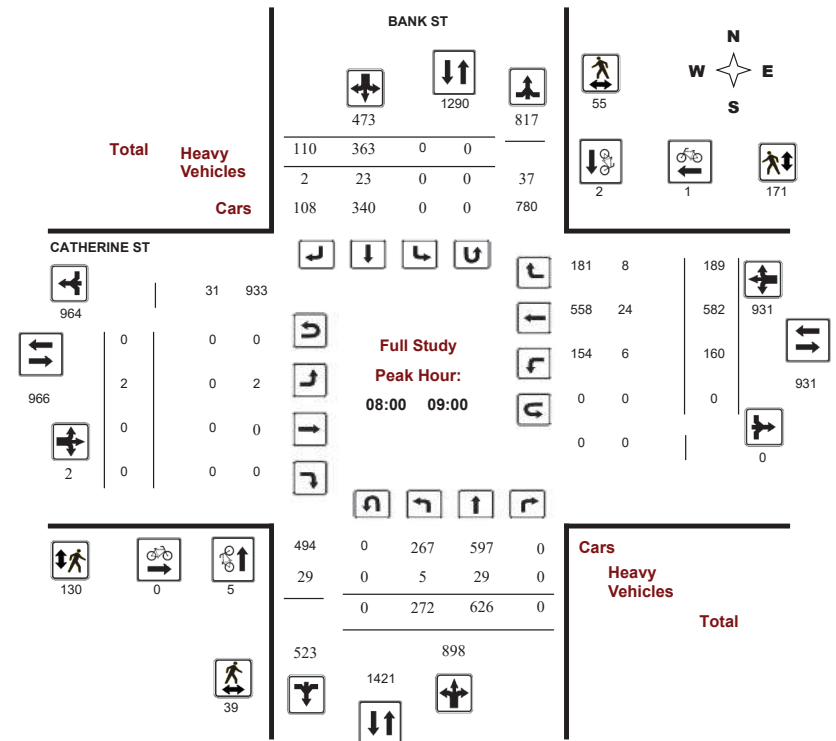 BANK ST
N
W E
S
1290
55
473 817
Total Heavy Vehicles
110 363 0 0
2 23 0 0 37
2 1 171
Cars 108 340 0 0 780
CATHERINE ST
964 31 933
181 8 189
931
558 24 582
0 0 0
Full Study
154 6 160
966 931
2 0 2
Peak Hour:
08:00 09:00
0 0 0
0 0 0
2 0 0 0
0 0 0
494 0 267 597 0 Cars
29 0 5 29 0 Heavy Vehicles
130 0 5
0 272 626 0 Total
523 898
1421
39